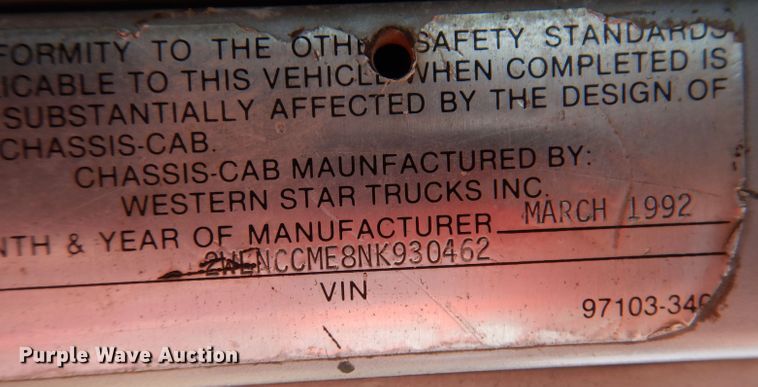 FORMITY TO THE OTHER SAFETY STANDARDS
ICABLE TO THIS VEHICLE WHEN COMPLETED IS
SUBSTANTIALLY AFFECTED BY THE DESIGN OF
CHASSIS-CAB.
CHASSIS-CAB MAUNFACTURED BY:
WESTERN STAR TRUCKS INC.
NTH & YEAR OF MANUFACTURER MARCH 1992
2WENCCME8NK930462
VIN
97103-340
Purple Wave Auction